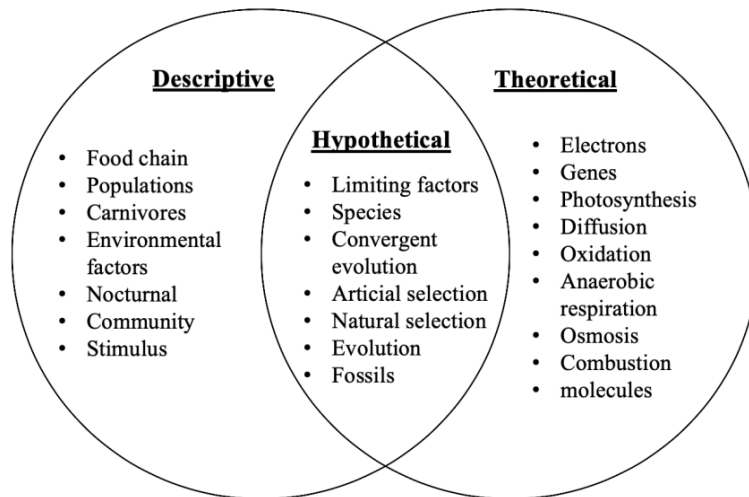 Descriptive
• Food chain
• Populations
• Carnivores
• Environmental
factors
• Nocturnal
• Community
• Stimulus
Hypothetical
• Limiting factors
• Species
• Convergent
evolution
• Articial selection
• Natural selection
• Evolution
• Fossils
Theoretical
• Electrons
• Genes
• Photosynthesis
• Diffusion
• Oxidation
• Anaerobic
respiration
• Osmosis
• Combustion
• molecules